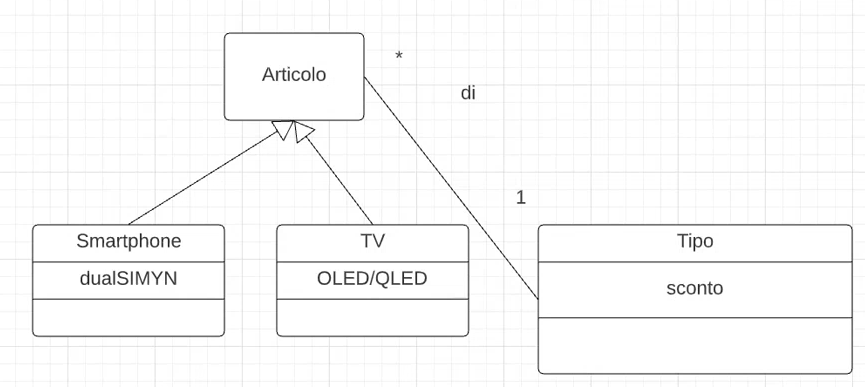 Articolo
*
di
1
Smartphone
dualSIMYN
TV
OLED/QLED
Tipo
sconto